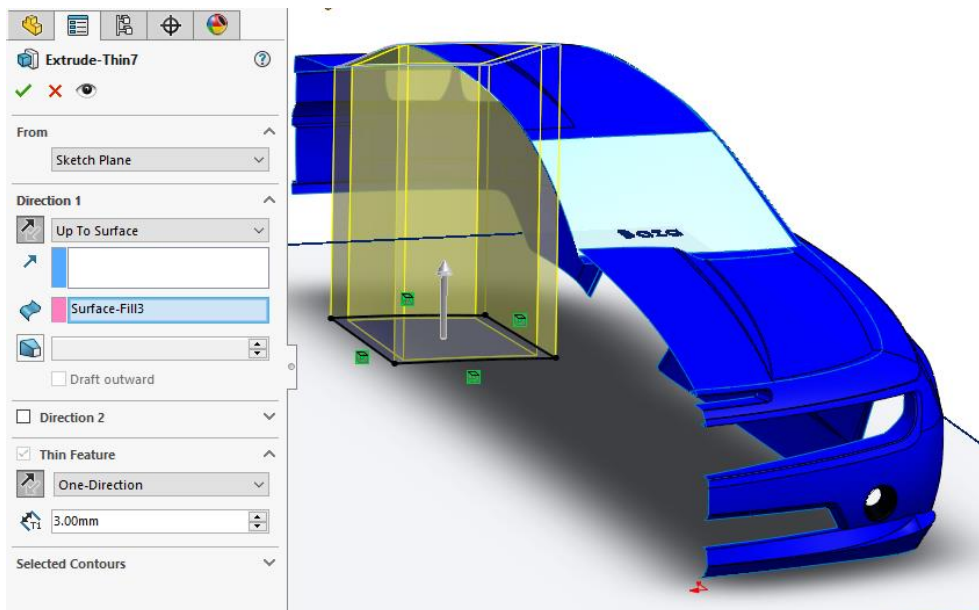 Extrude-Thin7
From
Sketch Plane
Direction 1
Up To Surface
Surface-Fill3
Draft outward
Direction 2
Thin Feature
One-Direction
T1
3.00mm
Selected Contours